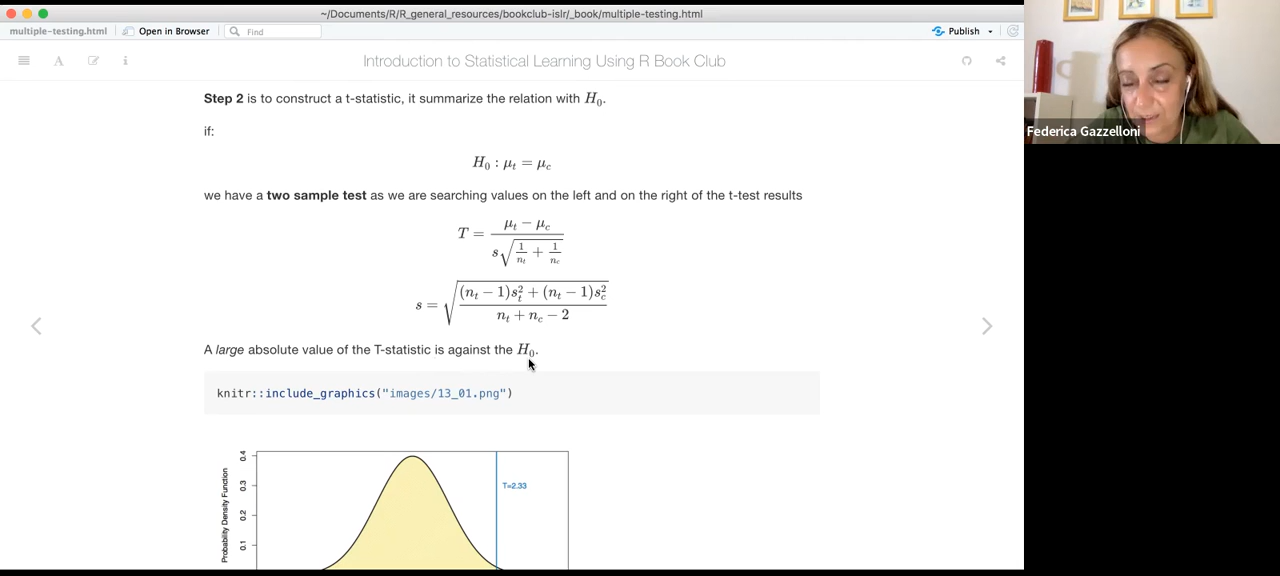 ~/Documents/R/R_general_resources/bookclub-islr/_book/multiple-testing.html
multiple-testing.html Open in Browser Find Publish
A i Introduction to Statistical Learning Using R Book Club
Step 2 is to construct a t-statistic, it summarize the relation with H₀.
if:
H₀ : μₜ = μ_c
we have a two sample test as we are searching values on the left and on the right of the t-test results
T = (μₜ − μ_c) / (s√(1/nₜ + 1/n_c))
s = √(((nₜ − 1)sₜ² + (nₜ − 1)s_c²) / (nₜ + n_c − 2))
A large absolute value of the T-statistic is against the H₀.
knitr::include_graphics("images/13_01.png")
Probability Density Function
0.4
0.3
0.2
0.1
T=2.33
Federica Gazzelloni